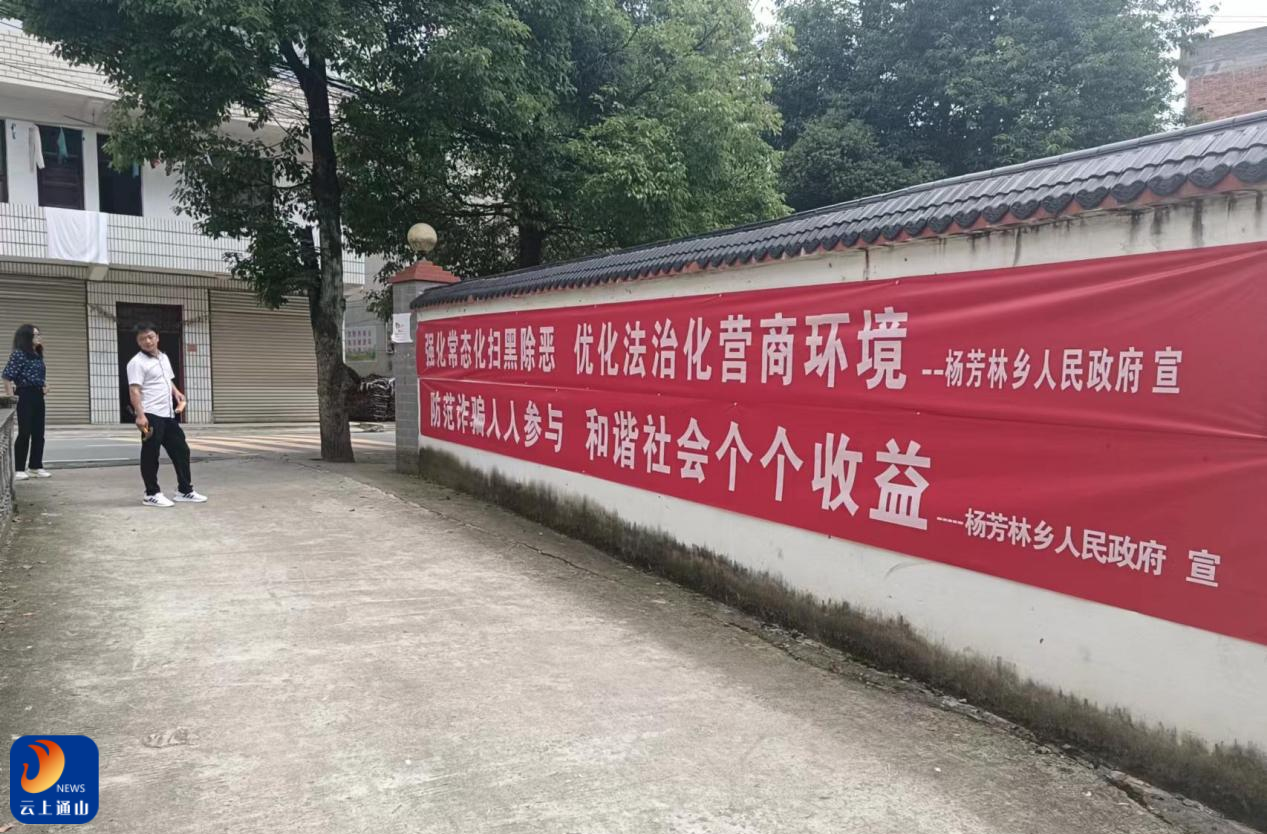 强化常态化扫黑除恶 优化法治化营商环境 --杨芳林乡人民政府 宣
防范诈骗人人参与 和谐社会个个收益 -----杨芳林乡人民政府 宣
NEWS
云上通山